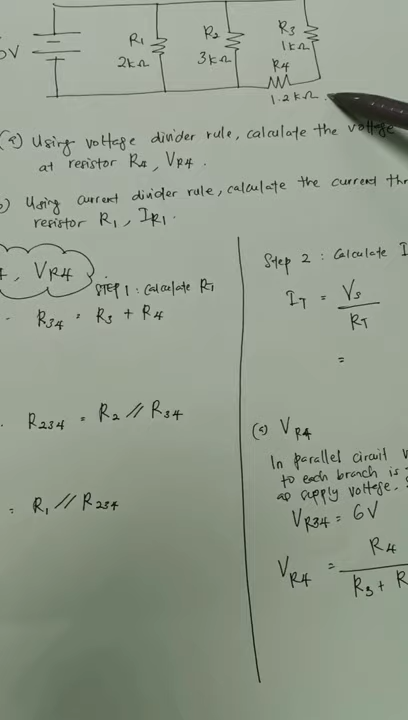 0V
R1
2kΩ
R2
3kΩ
R3
1kΩ
R4
1.2kΩ
(a) Using voltage divider rule, calculate the voltage
at resistor R4, VR4.
) Using current divider rule, calculate the current thr
resistor R1, IR1.
, VR4
STEP 1 : Calculate RT
R34 = R3 + R4
R234 = R2 // R34
= R1 // R234
Step 2 : Calculate I
IT = Vs
RT
=
(a) VR4
In parallel circuit v
to each branch is
as supply voltage.
VR34 = 6V
VR4 = R4
R3 + R